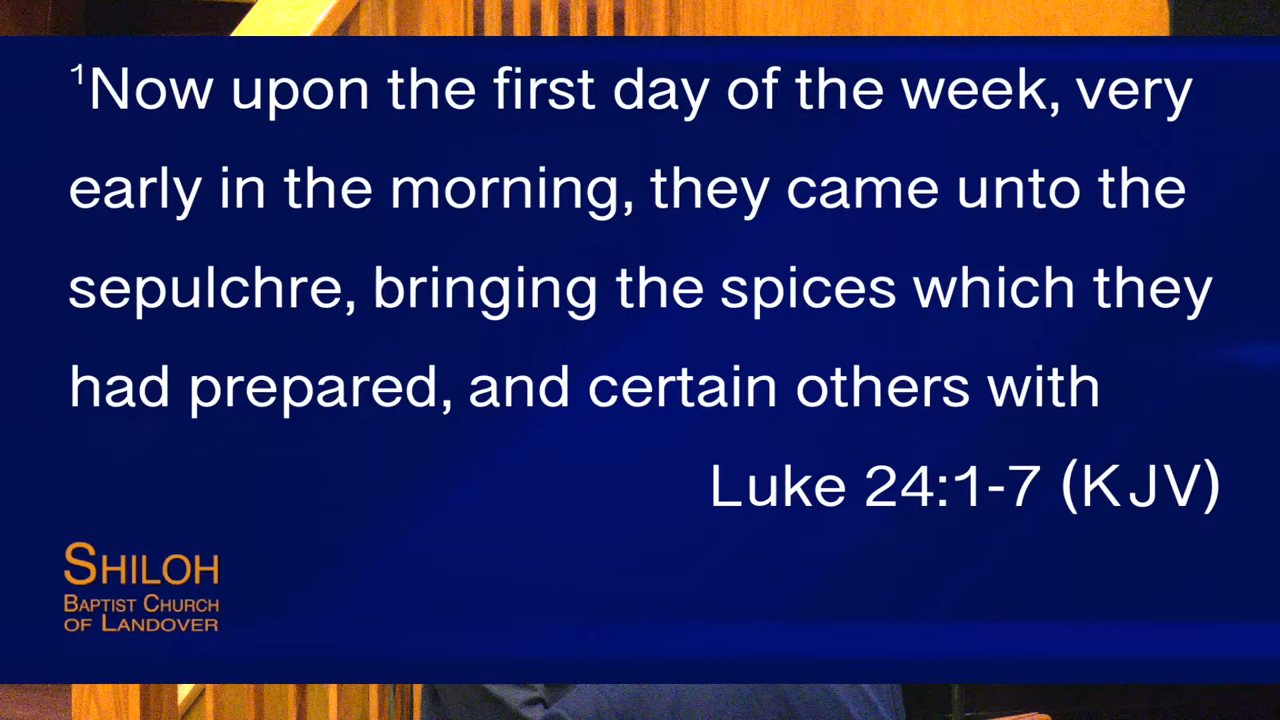 ¹Now upon the first day of the week, very
early in the morning, they came unto the
sepulchre, bringing the spices which they
had prepared, and certain others with
Luke 24:1-7 (KJV)
SHILOH
BAPTIST CHURCH
OF LANDOVER